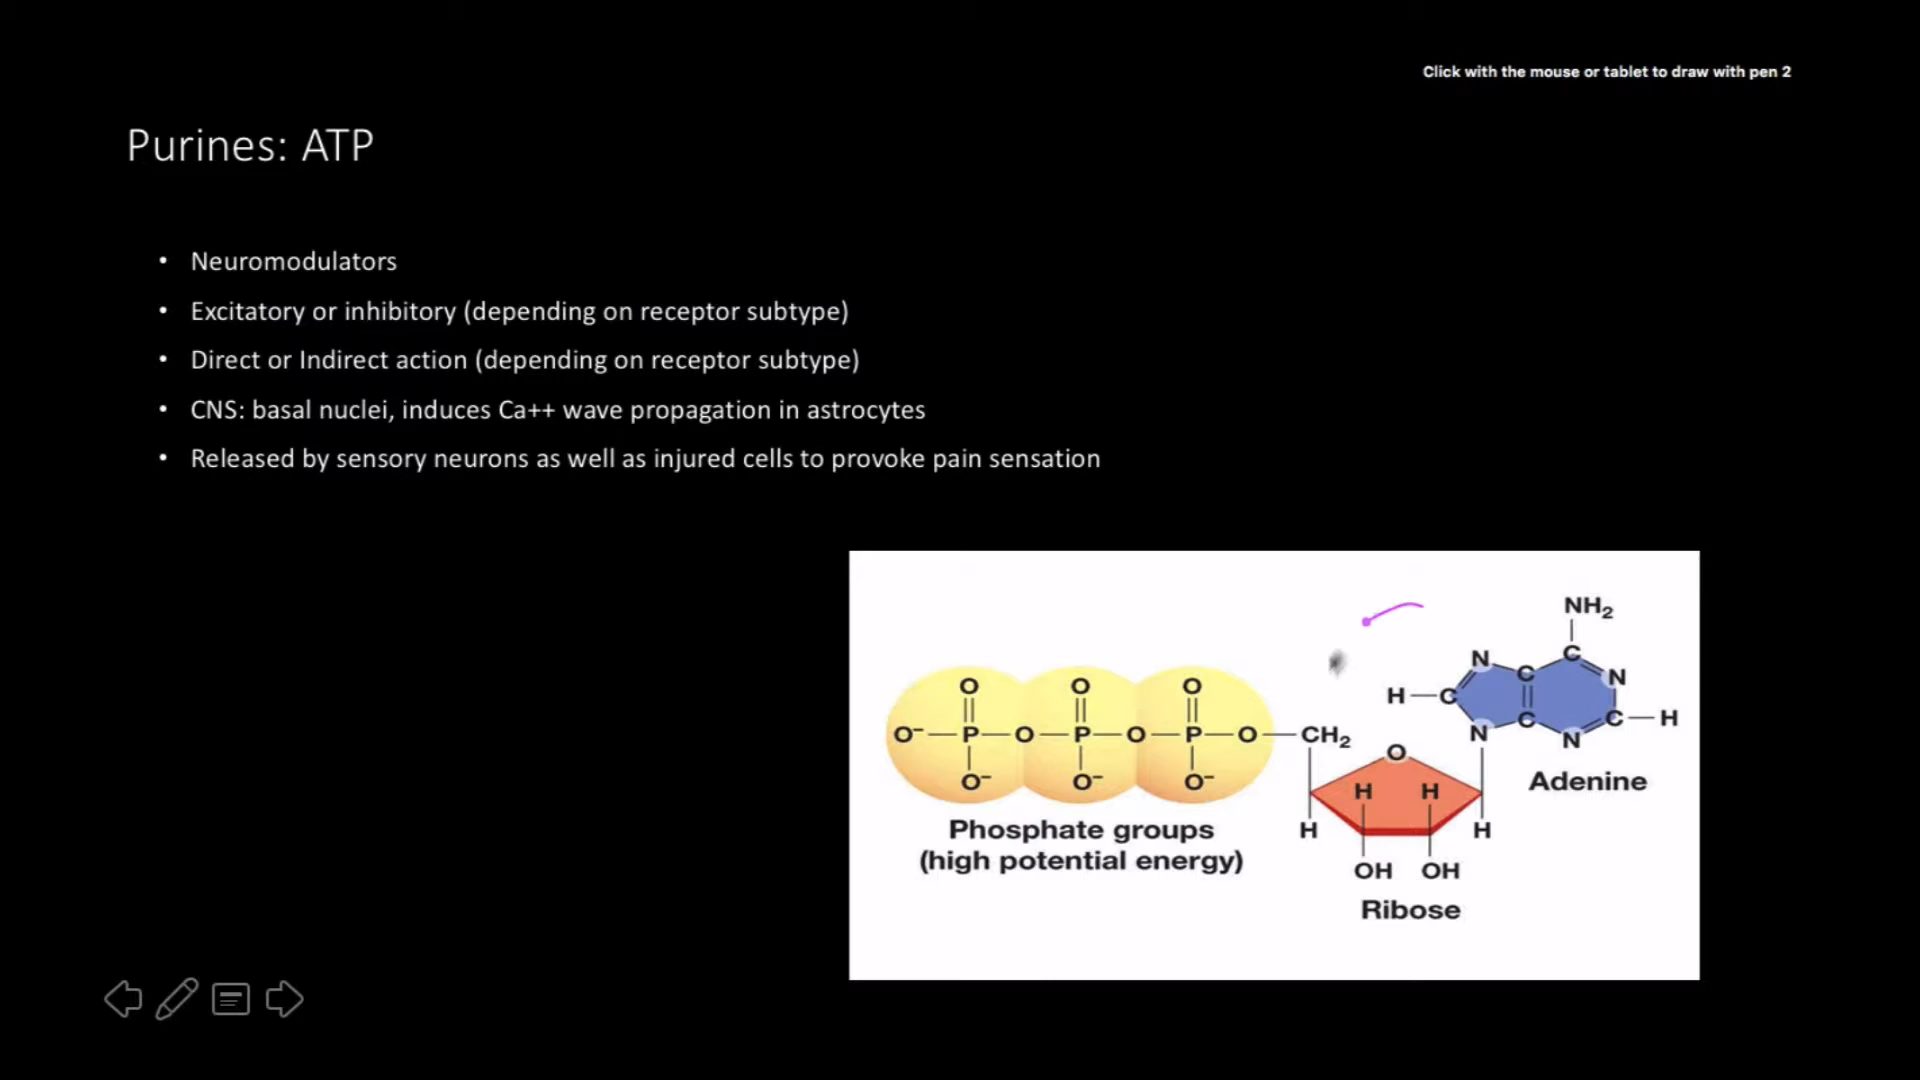 Click with the mouse or tablet to draw with pen 2
Purines: ATP
• Neuromodulators
• Excitatory or inhibitory (depending on receptor subtype)
• Direct or Indirect action (depending on receptor subtype)
• CNS: basal nuclei, induces Ca++ wave propagation in astrocytes
• Released by sensory neurons as well as injured cells to provoke pain sensation
NH₂
N C C N
H—C
C C—H
N N
O O O
O⁻—P—O—P—O—P—O—CH₂
O⁻ O⁻ O⁻
O
H H
H H
OH OH
Adenine
Phosphate groups
(high potential energy)
Ribose